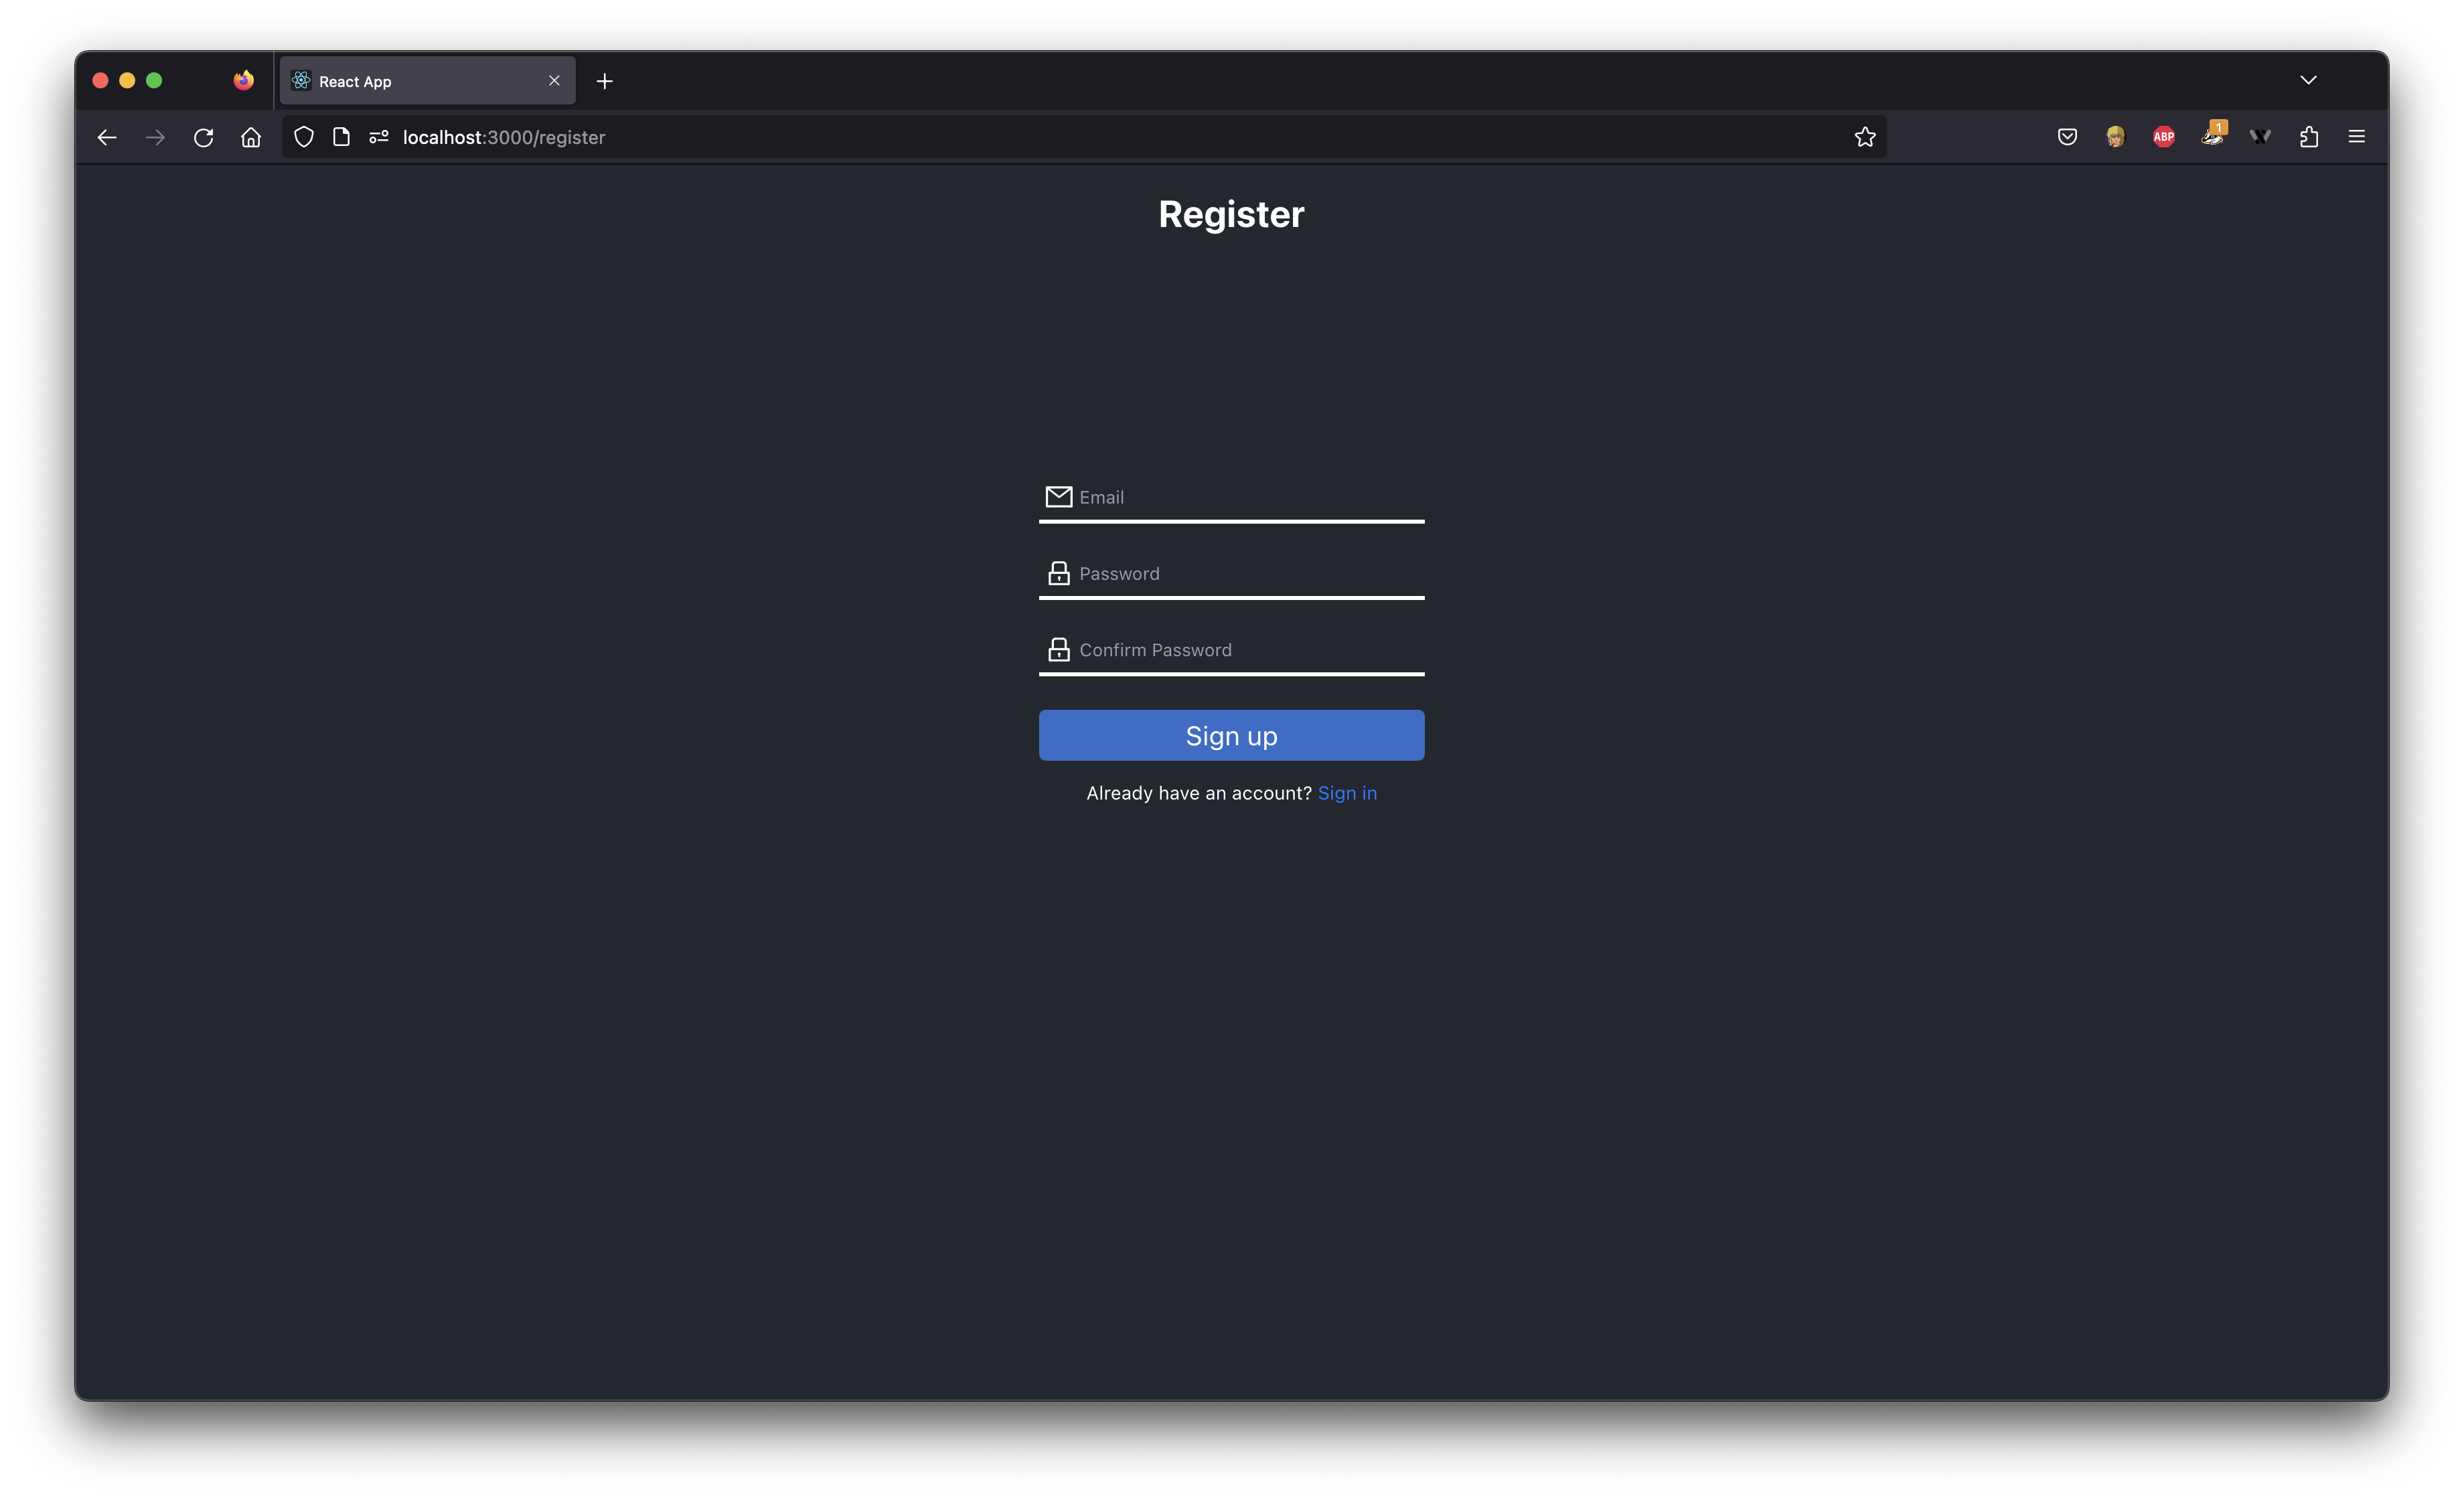 React App
localhost:3000/register
ABP
1
Register
Email
Password
Confirm Password
Sign up
Already have an account? Sign in